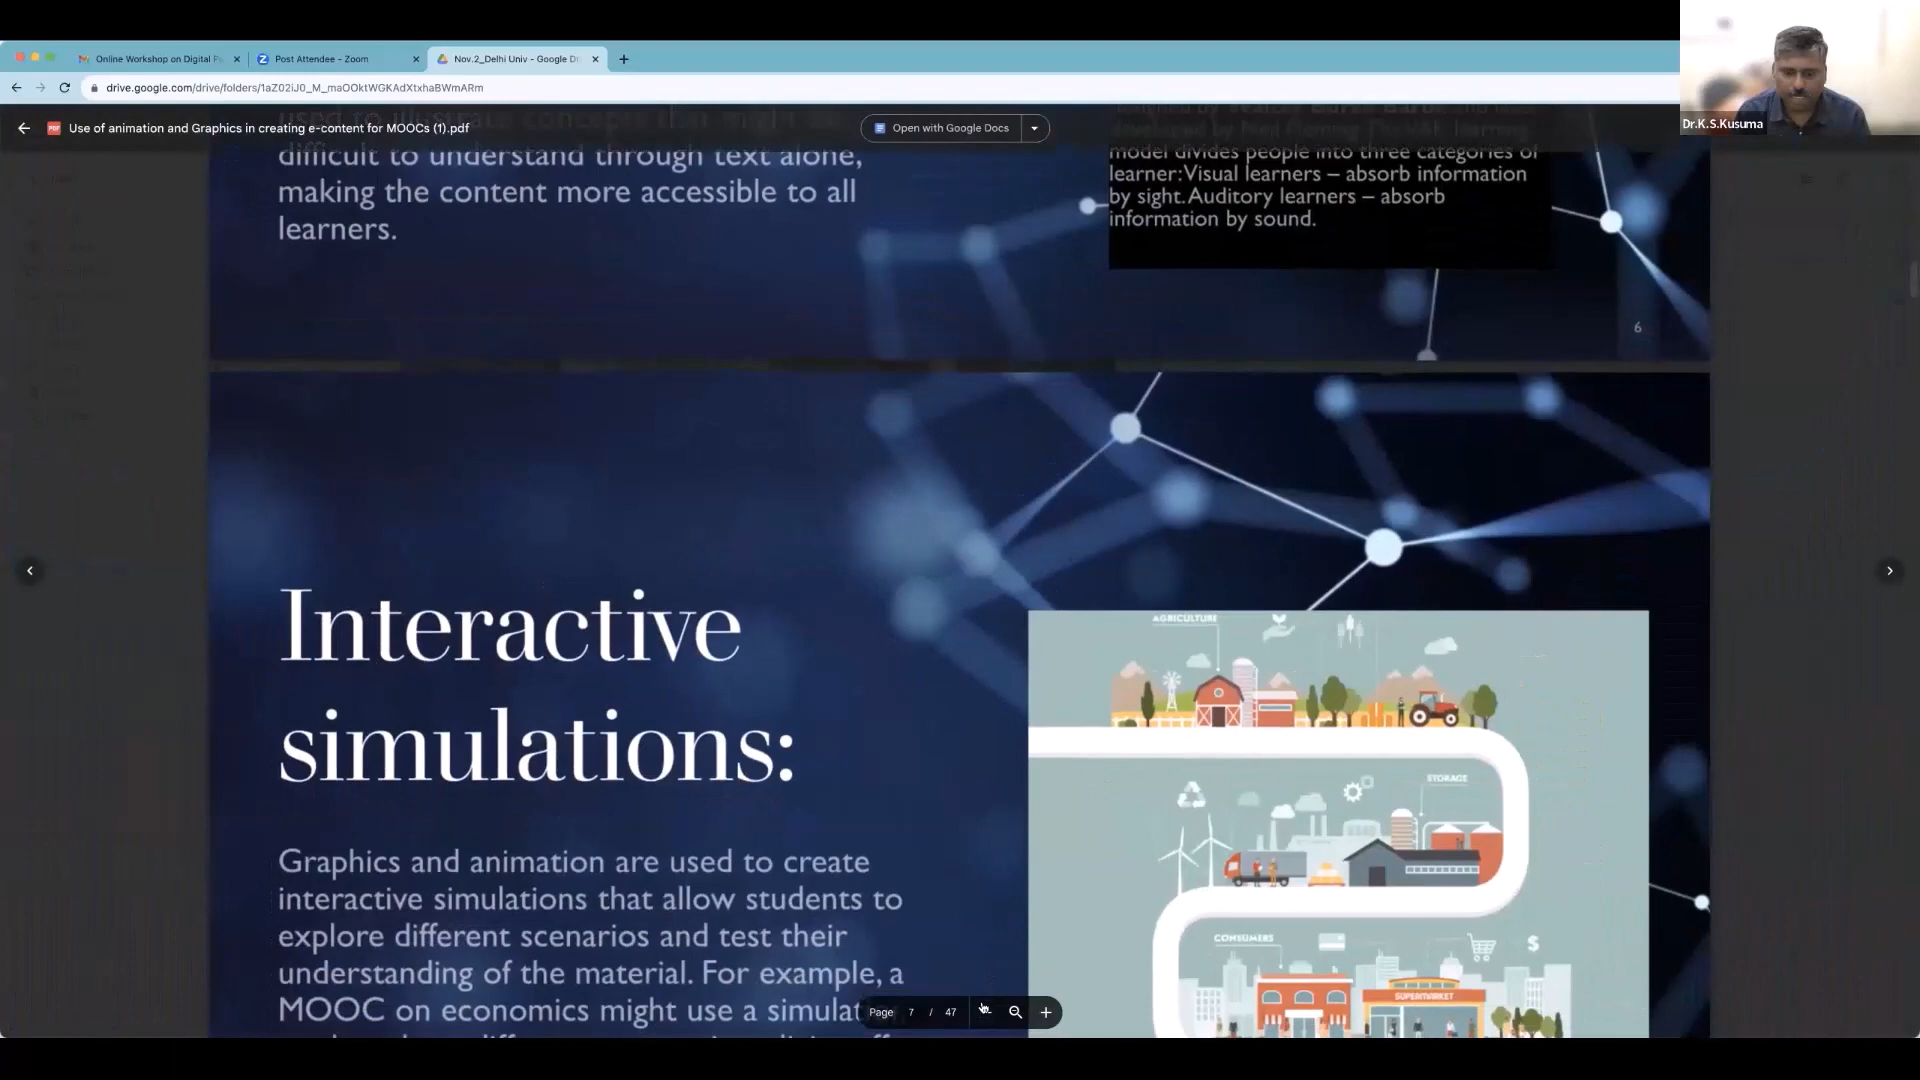 Online Workshop on Digital
Post Attendee - Zoom
Nov.2_Delhi Univ - Google D
drive.google.com/drive/folders/1aZ02iJ0_M_maOOktWGKAdXtxhaBWmARm
Dr.K.S.Kusuma
Use of animation and Graphics in creating e-content for MOOCs (1).pdf
Open with Google Docs
used to illustrate concepts that
difficult to understand through text alone,
making the content more accessible to all
learners.
model divides people into three categories of
learner:Visual learners – absorb information
by sight.Auditory learners – absorb
information by sound.
6
Interactive
simulations:
Graphics and animation are used to create
interactive simulations that allow students to
explore different scenarios and test their
understanding of the material. For example, a
MOOC on economics might use a
AGRICULTURE
STORAGE
CONSUMERS
$
SUPERMARKET
Page 7 / 47